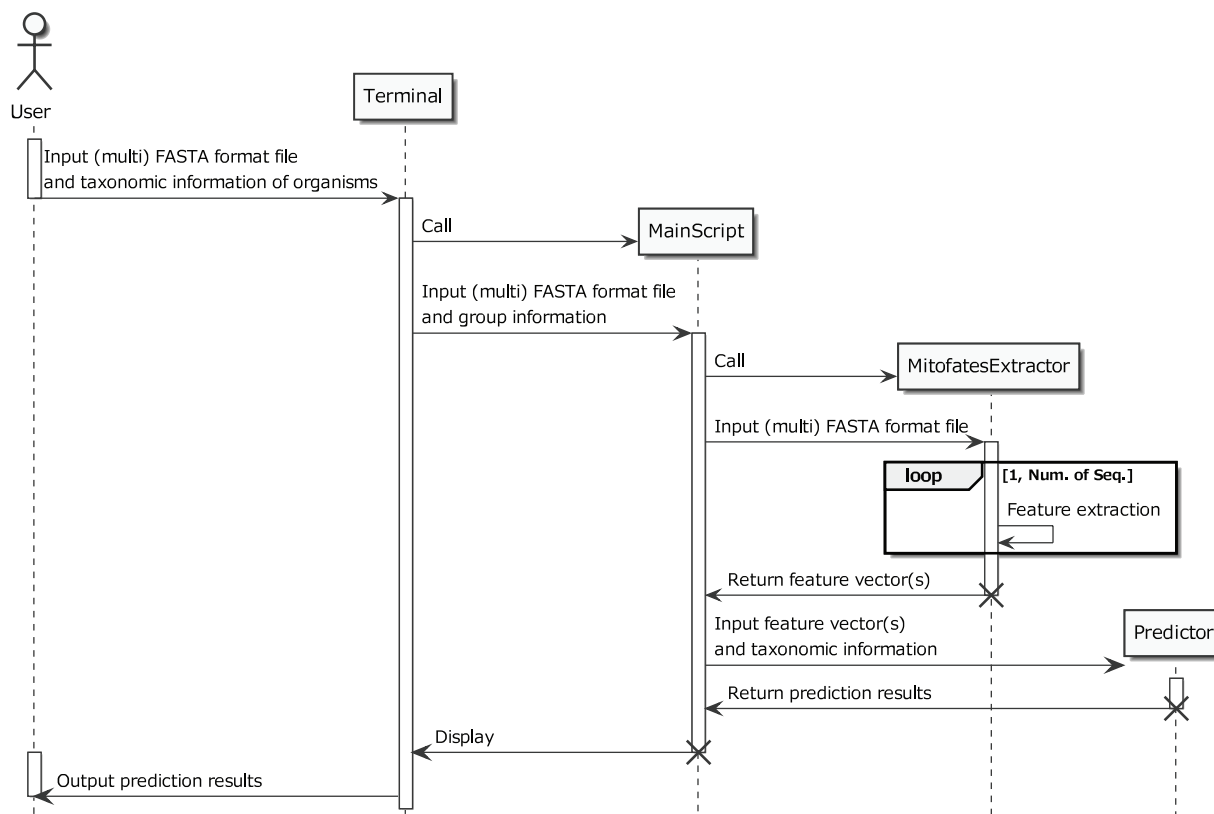 User
Terminal
Input (multi) FASTA format file
and taxonomic information of organisms
Call
MainScript
Input (multi) FASTA format file
and group information
Call
MitofatesExtractor
Input (multi) FASTA format file
loop
[1, Num. of Seq.]
Feature extraction
Return feature vector(s)
Input feature vector(s)
and taxonomic information
Predictor
Return prediction results
Display
Output prediction results